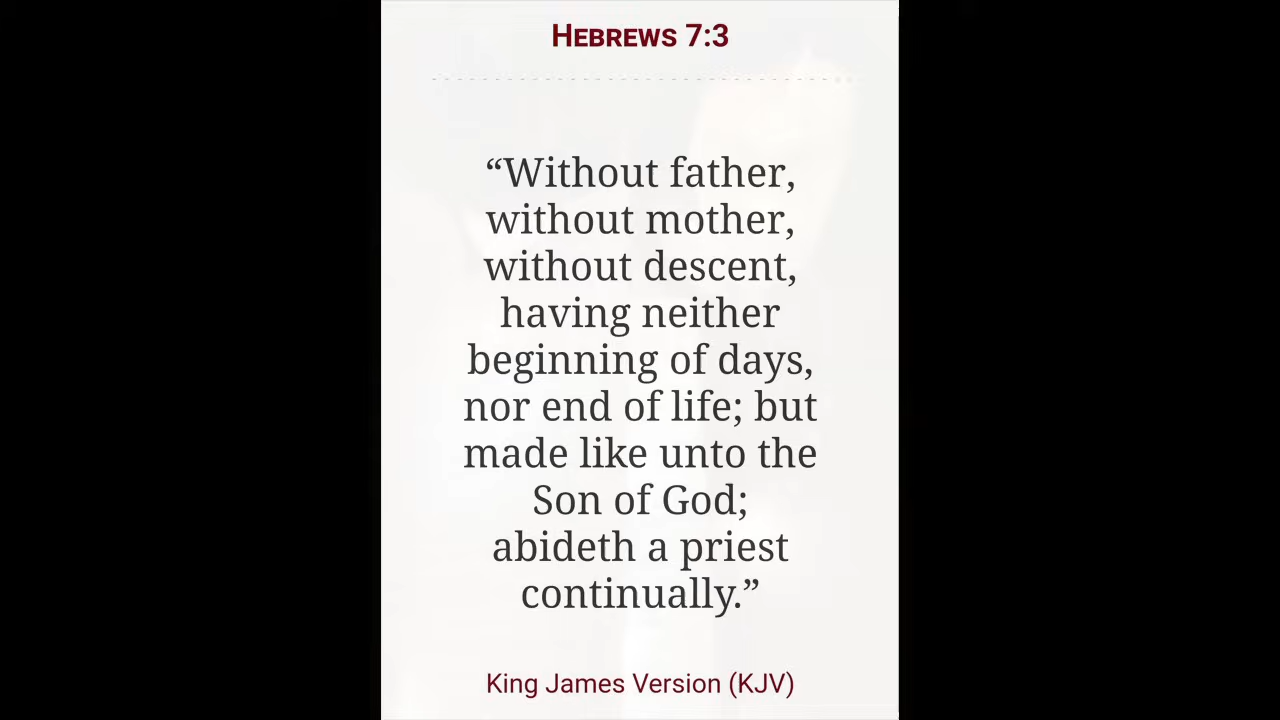 Hebrews 7:3
“Without father,
without mother,
without descent,
having neither
beginning of days,
nor end of life; but
made like unto the
Son of God;
abideth a priest
continually.”
King James Version (KJV)